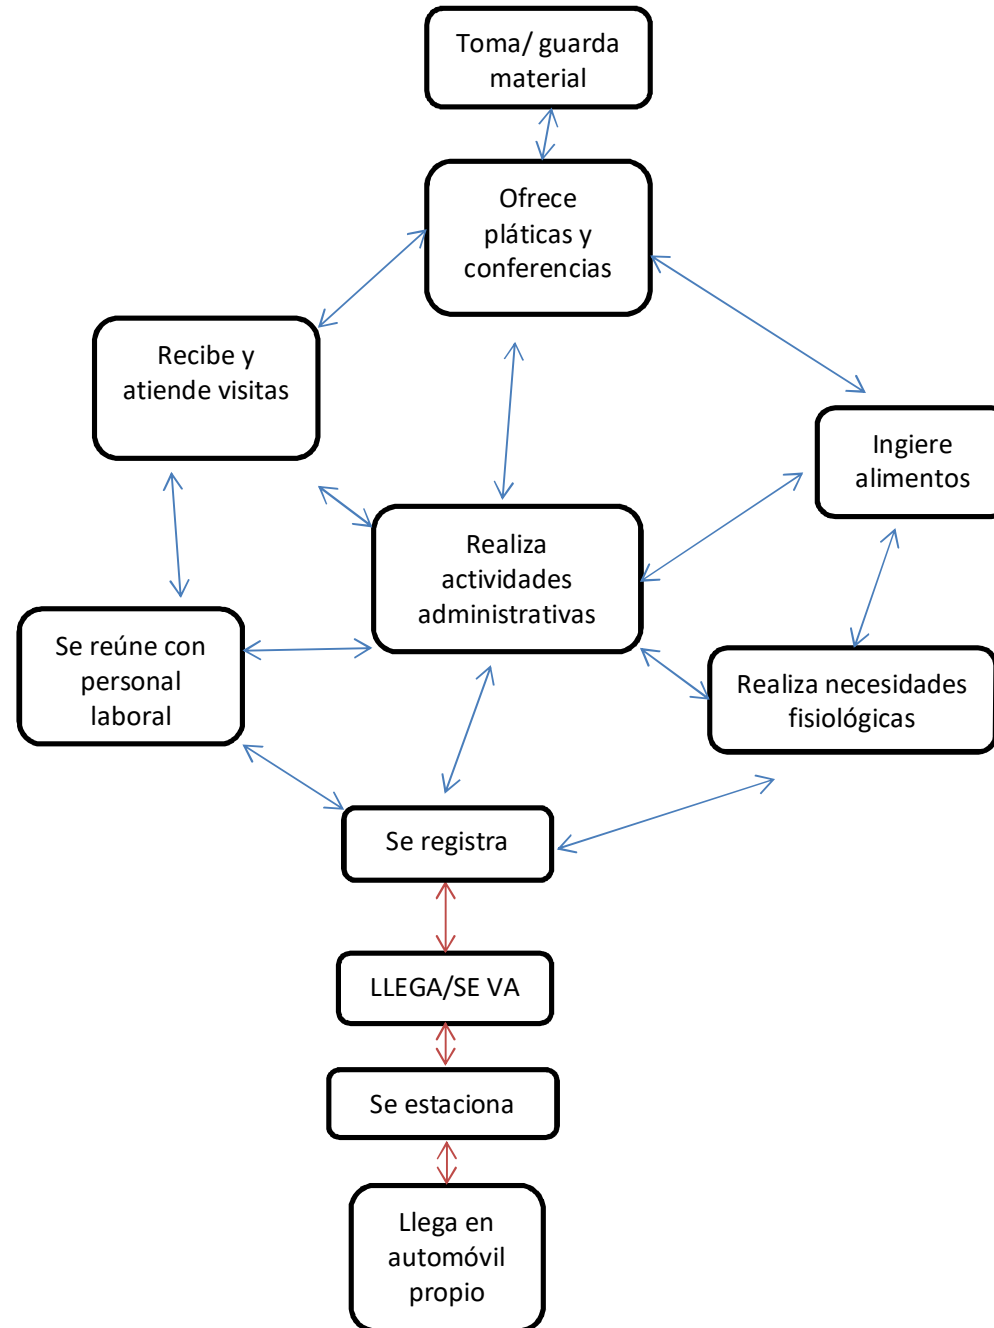 Toma/ guarda
material
Ofrece
pláticas y
conferencias
Recibe y
atiende visitas
Ingiere
alimentos
Realiza
actividades
administrativas
Se reúne con
personal
laboral
Realiza necesidades
fisiológicas
Se registra
LLEGA/SE VA
Se estaciona
Llega en
automóvil
propio